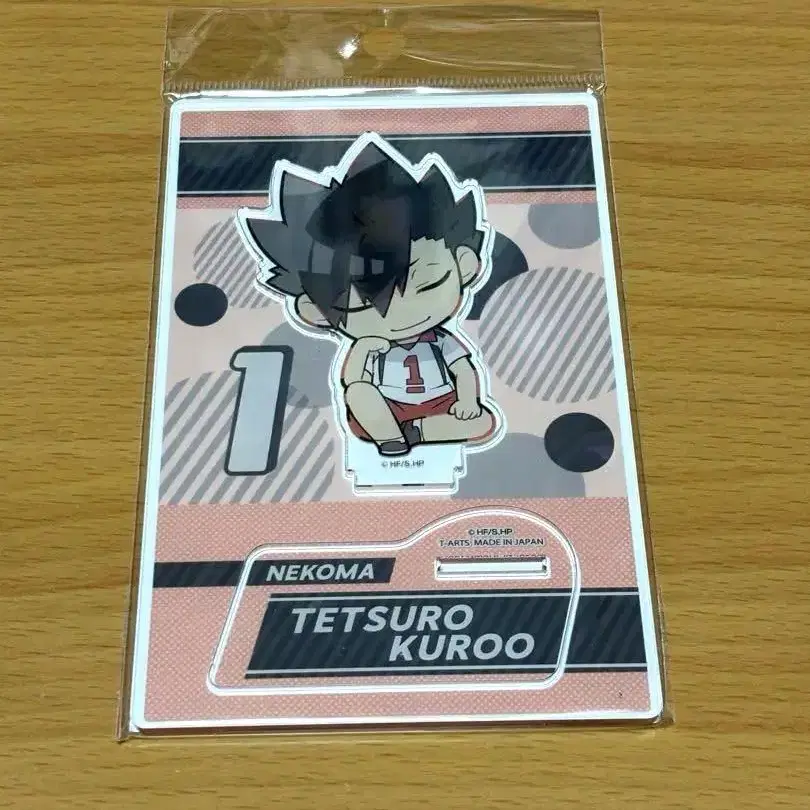 1
1
© HF/S.HP
© HF/S.HP
T-ARTS MADE IN JAPAN
NEKOMA
TETSURO
KUROO